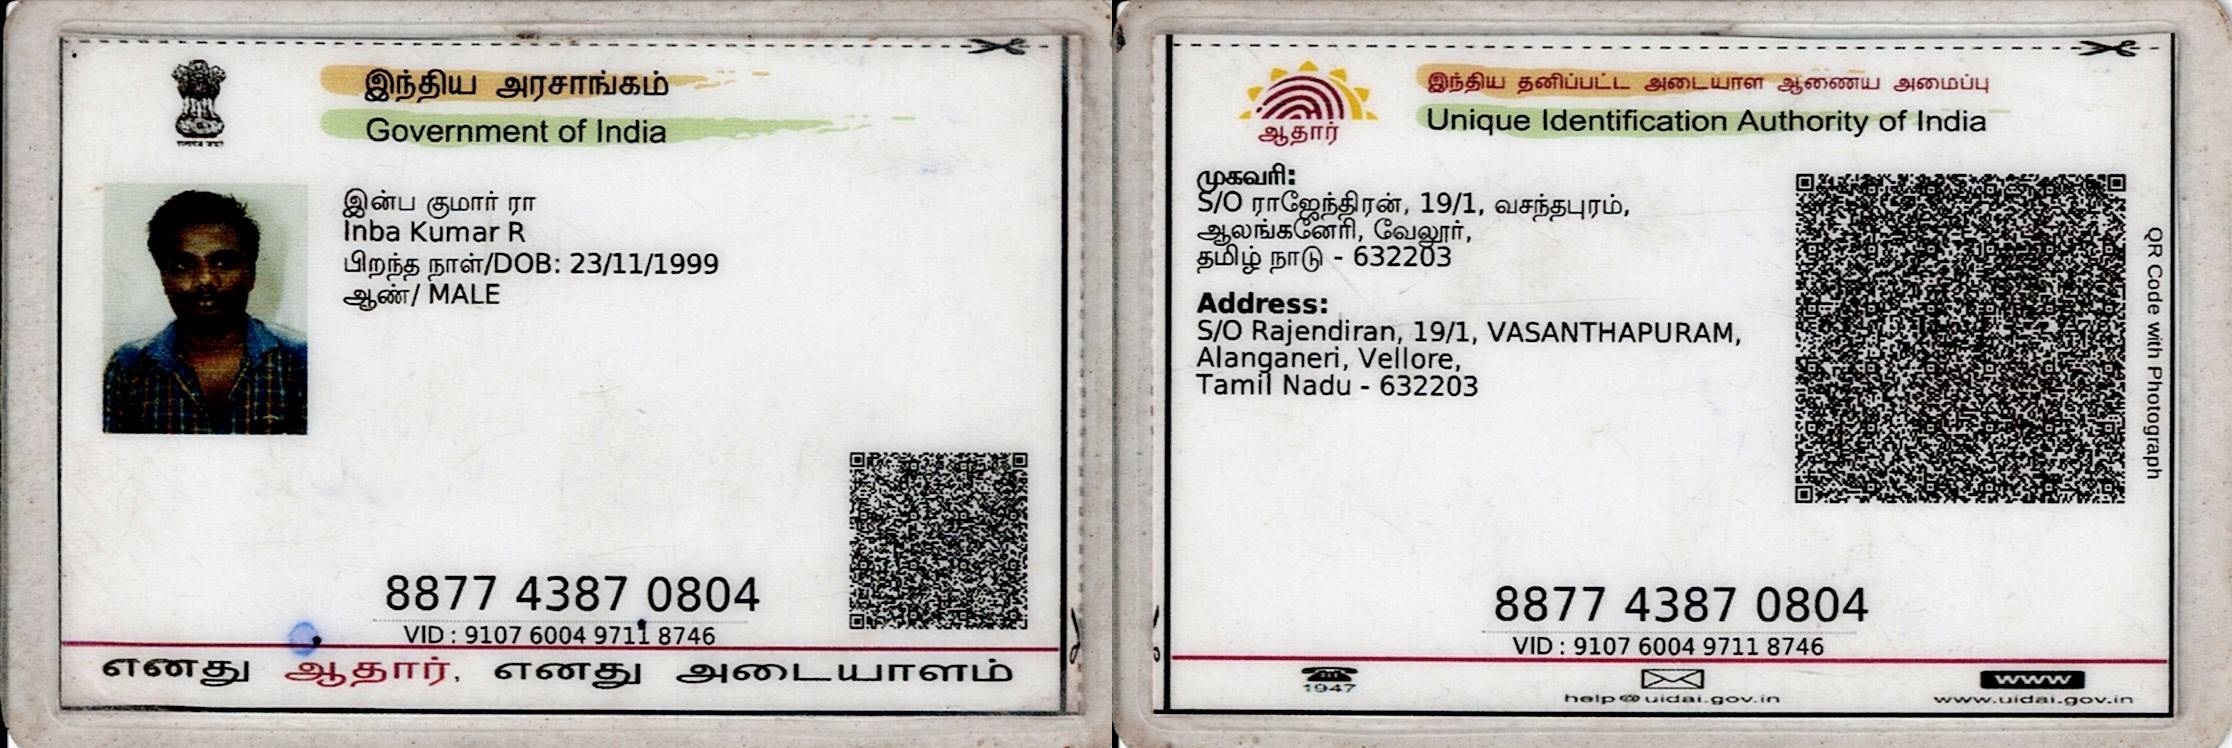 இந்திய அரசாங்கம்
Government of India
இன்ப குமார் ரா
Inba Kumar R
பிறந்த நாள்/DOB: 23/11/1999
ஆண்/ MALE
8877 4387 0804
VID : 9107 6004 9711 8746
எனது ஆதார், எனது அடையாளம்
இந்திய தனிப்பட்ட அடையாள ஆணைய அமைப்பு
Unique Identification Authority of India
ஆதார்
முகவரி:
S/O ராஜேந்திரன், 19/1, வசந்தபுரம்,
ஆலங்கனேரி, வேலூர்,
தமிழ் நாடு - 632203
Address:
S/O Rajendiran, 19/1, VASANTHAPURAM,
Alanganeri, Vellore,
Tamil Nadu - 632203
QR Code with Photograph
8877 4387 0804
VID : 9107 6004 9711 8746
1947
help@uidai.gov.in
www
www.uidai.gov.in